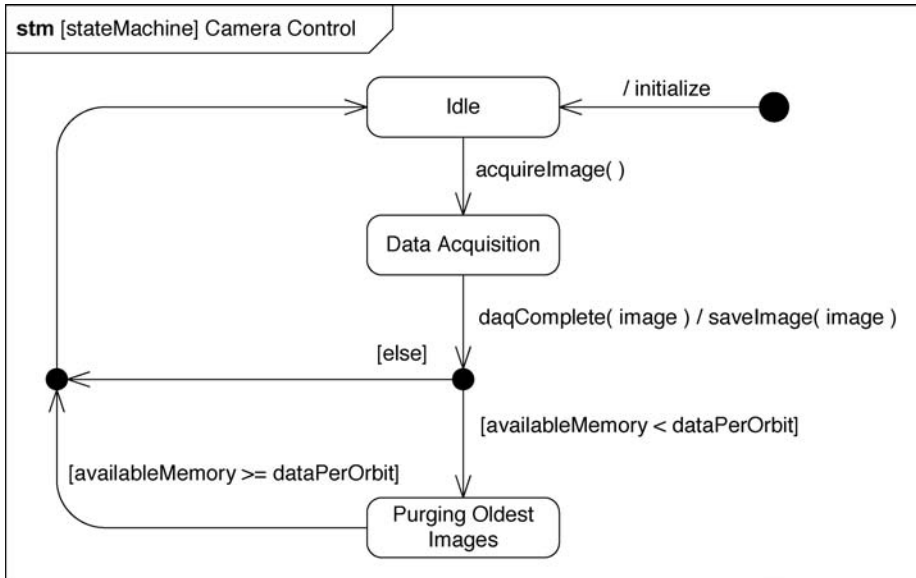 stm [stateMachine] Camera Control
/ initialize
Idle
acquireImage( )
Data Acquisition
daqComplete( image ) / saveImage( image )
[else]
[availableMemory < dataPerOrbit]
[availableMemory >= dataPerOrbit]
Purging Oldest
Images